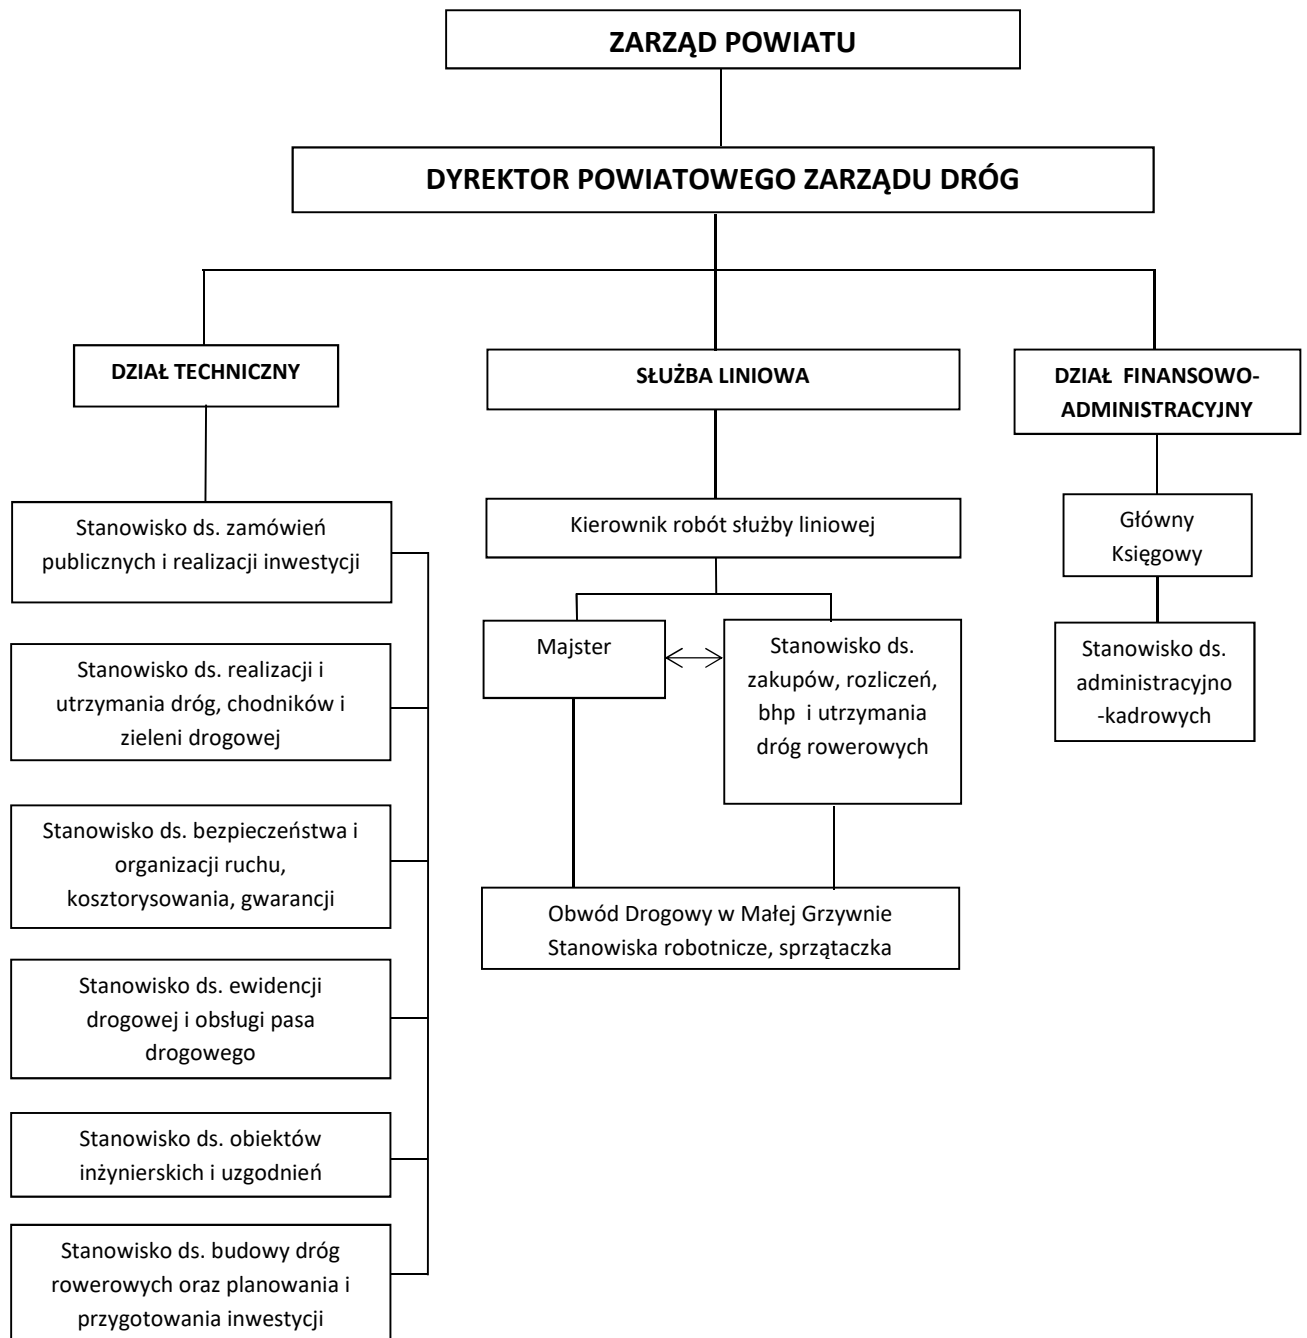 ZARZĄD POWIATU
DYREKTOR POWIATOWEGO ZARZĄDU DRÓG
DZIAŁ TECHNICZNY
Stanowisko ds. zamówień
publicznych i realizacji inwestycji
Stanowisko ds. realizacji i
utrzymania dróg, chodników i
zieleni drogowej
Stanowisko ds. bezpieczeństwa i
organizacji ruchu,
kosztorysowania, gwarancji
Stanowisko ds. ewidencji
drogowej i obsługi pasa
drogowego
Stanowisko ds. obiektów
inżynierskich i uzgodnień
Stanowisko ds. budowy dróg
rowerowych oraz planowania i
przygotowania inwestycji
SŁUŻBA LINIOWA
Kierownik robót służby liniowej
Majster
Stanowisko ds.
zakupów, rozliczeń,
bhp i utrzymania
dróg rowerowych
Obwód Drogowy w Małej Grzywnie
Stanowiska robotnicze, sprzątaczka
DZIAŁ FINANSOWO-
ADMINISTRACYJNY
Główny
Księgowy
Stanowisko ds.
administracyjno
-kadrowych